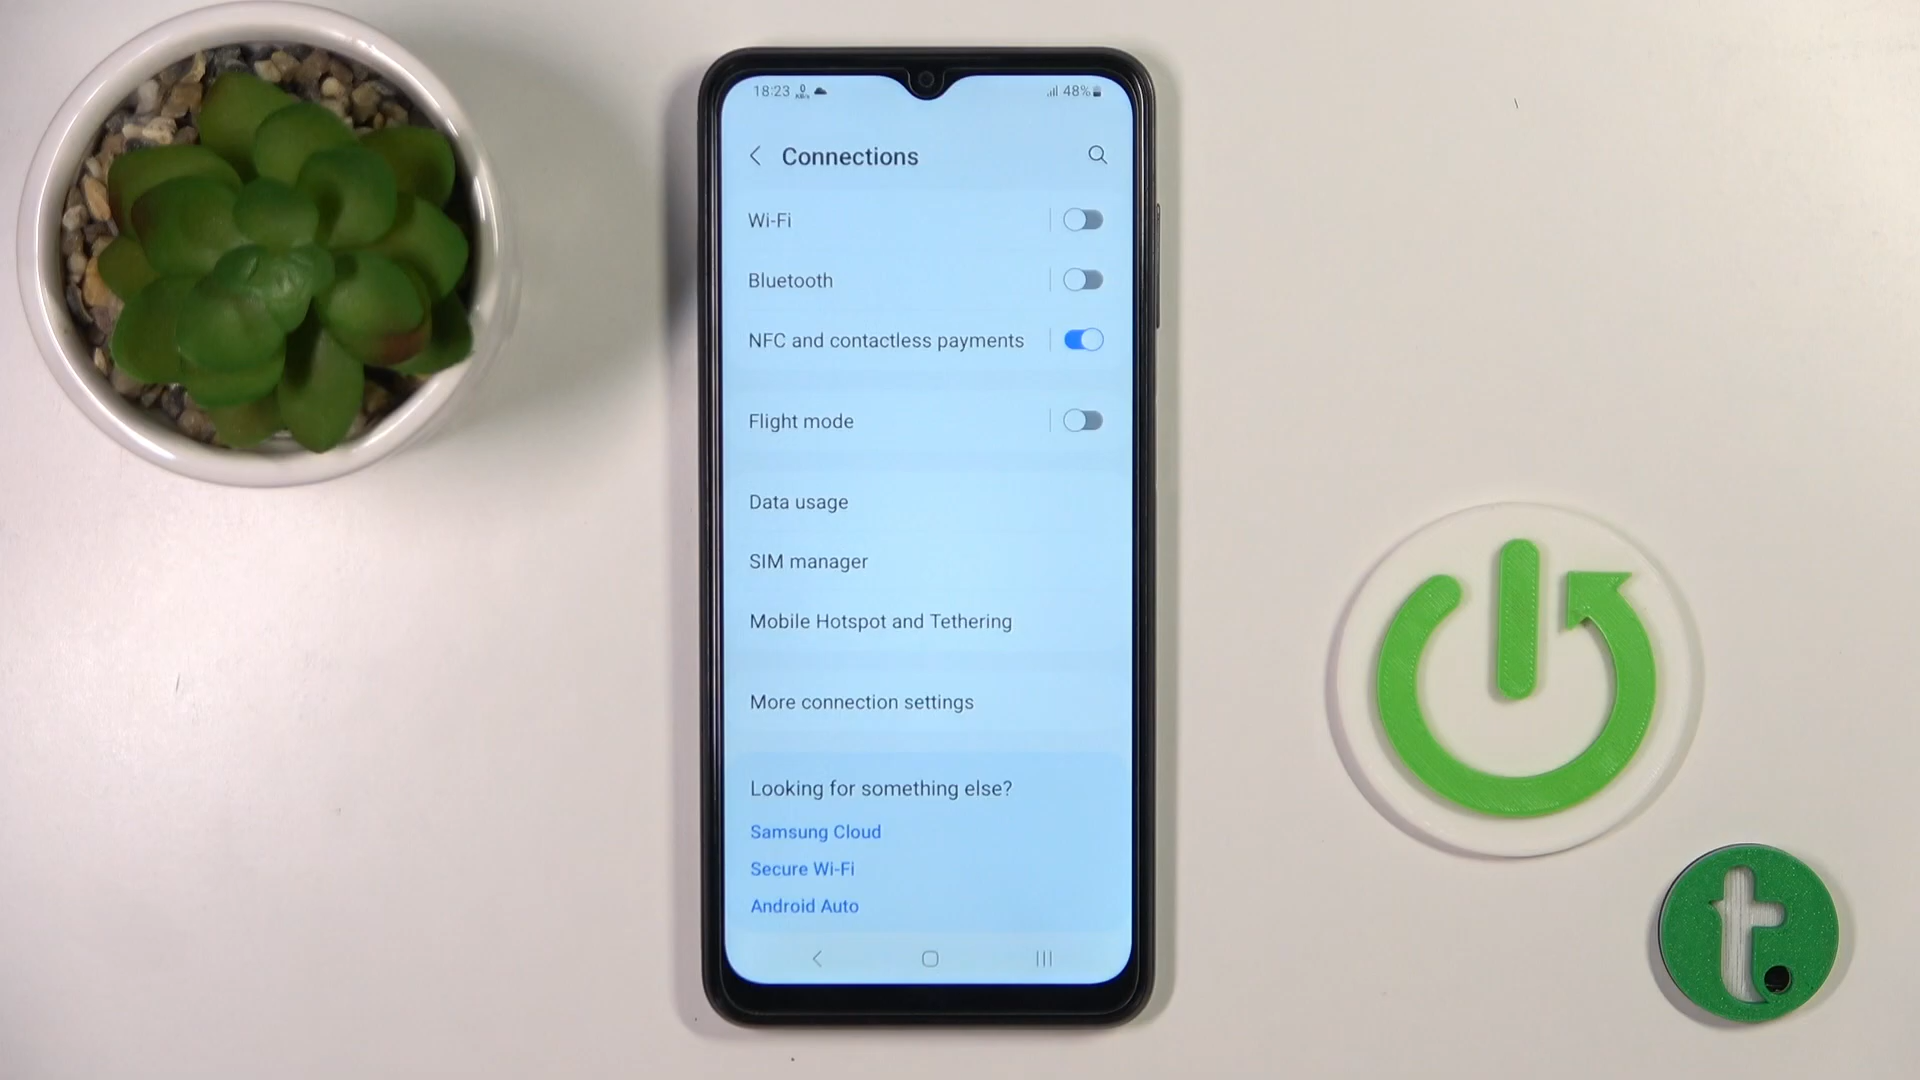 18:23 48%
Connections
Wi-Fi
Bluetooth
NFC and contactless payments
Flight mode
Data usage
SIM manager
Mobile Hotspot and Tethering
More connection settings
Looking for something else?
Samsung Cloud
Secure Wi-Fi
Android Auto
t.